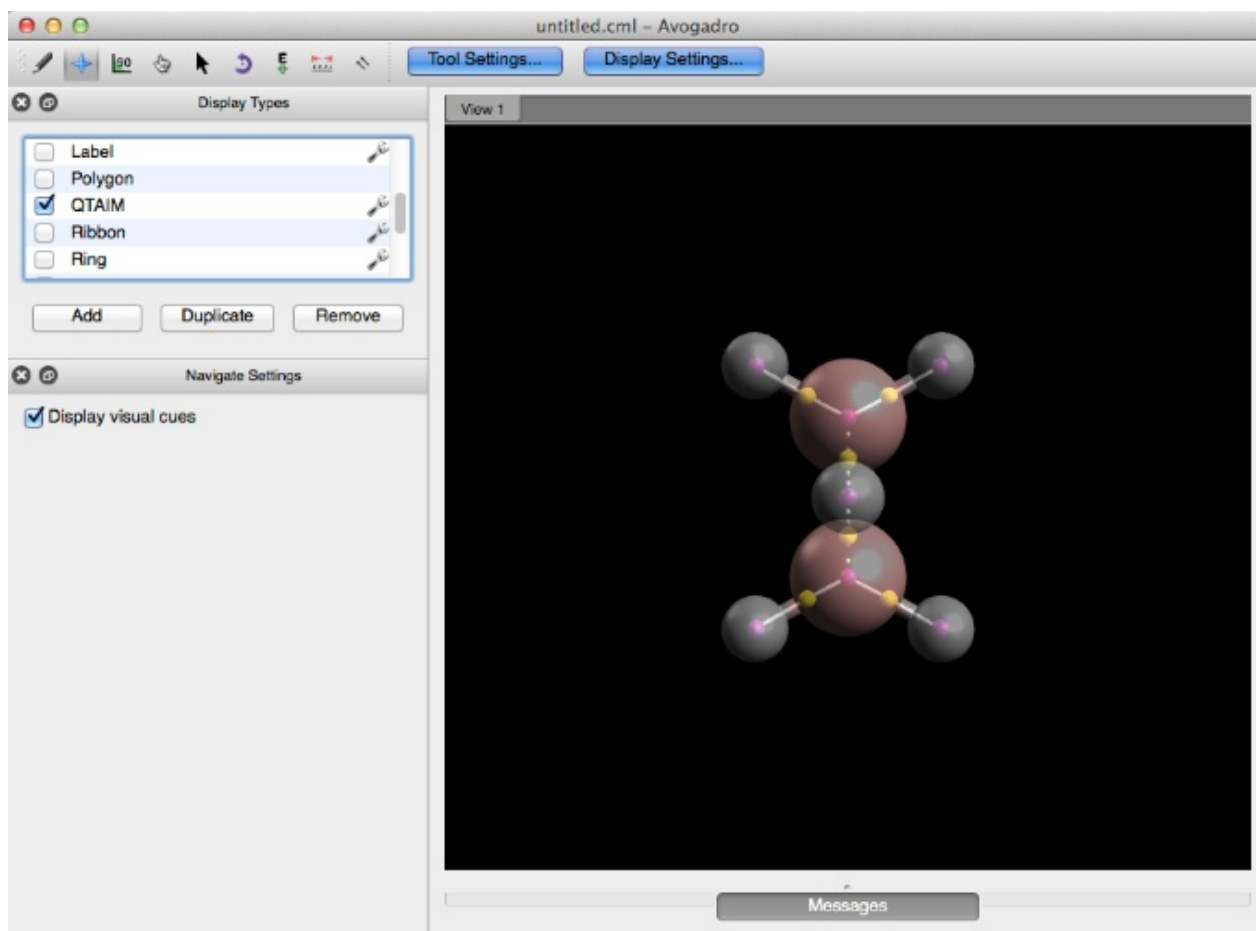 untitled.cml – Avogadro
90 E Tool Settings... Display Settings...
Display Types
View 1
Label
Polygon
QTAIM
Ribbon
Ring
Add Duplicate Remove
Navigate Settings
Display visual cues
Messages